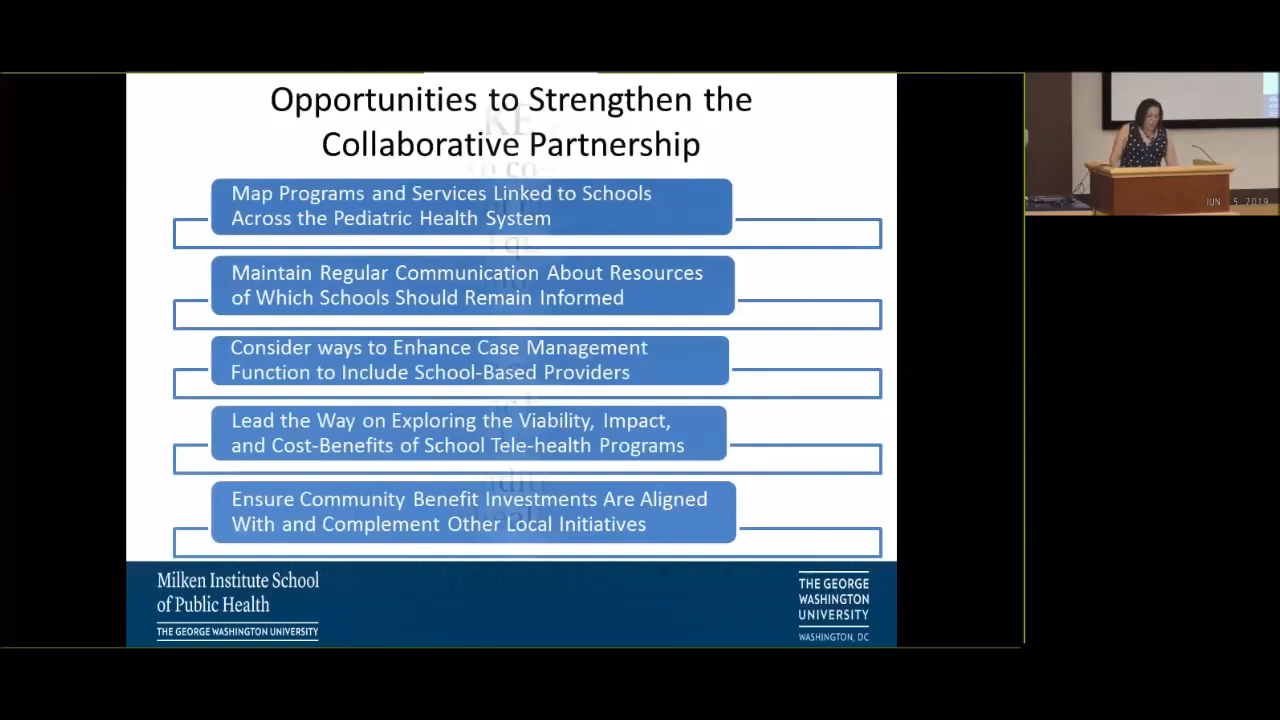 Opportunities to Strengthen the
Collaborative Partnership
Map Programs and Services Linked to Schools
Across the Pediatric Health System
Maintain Regular Communication About Resources
of Which Schools Should Remain Informed
Consider ways to Enhance Case Management
Function to Include School-Based Providers
Lead the Way on Exploring the Viability, Impact,
and Cost-Benefits of School Tele-health Programs
Ensure Community Benefit Investments Are Aligned
With and Complement Other Local Initiatives
Milken Institute School
of Public Health
THE GEORGE WASHINGTON UNIVERSITY
THE GEORGE
WASHINGTON
UNIVERSITY
WASHINGTON, DC
JUN 5 2019